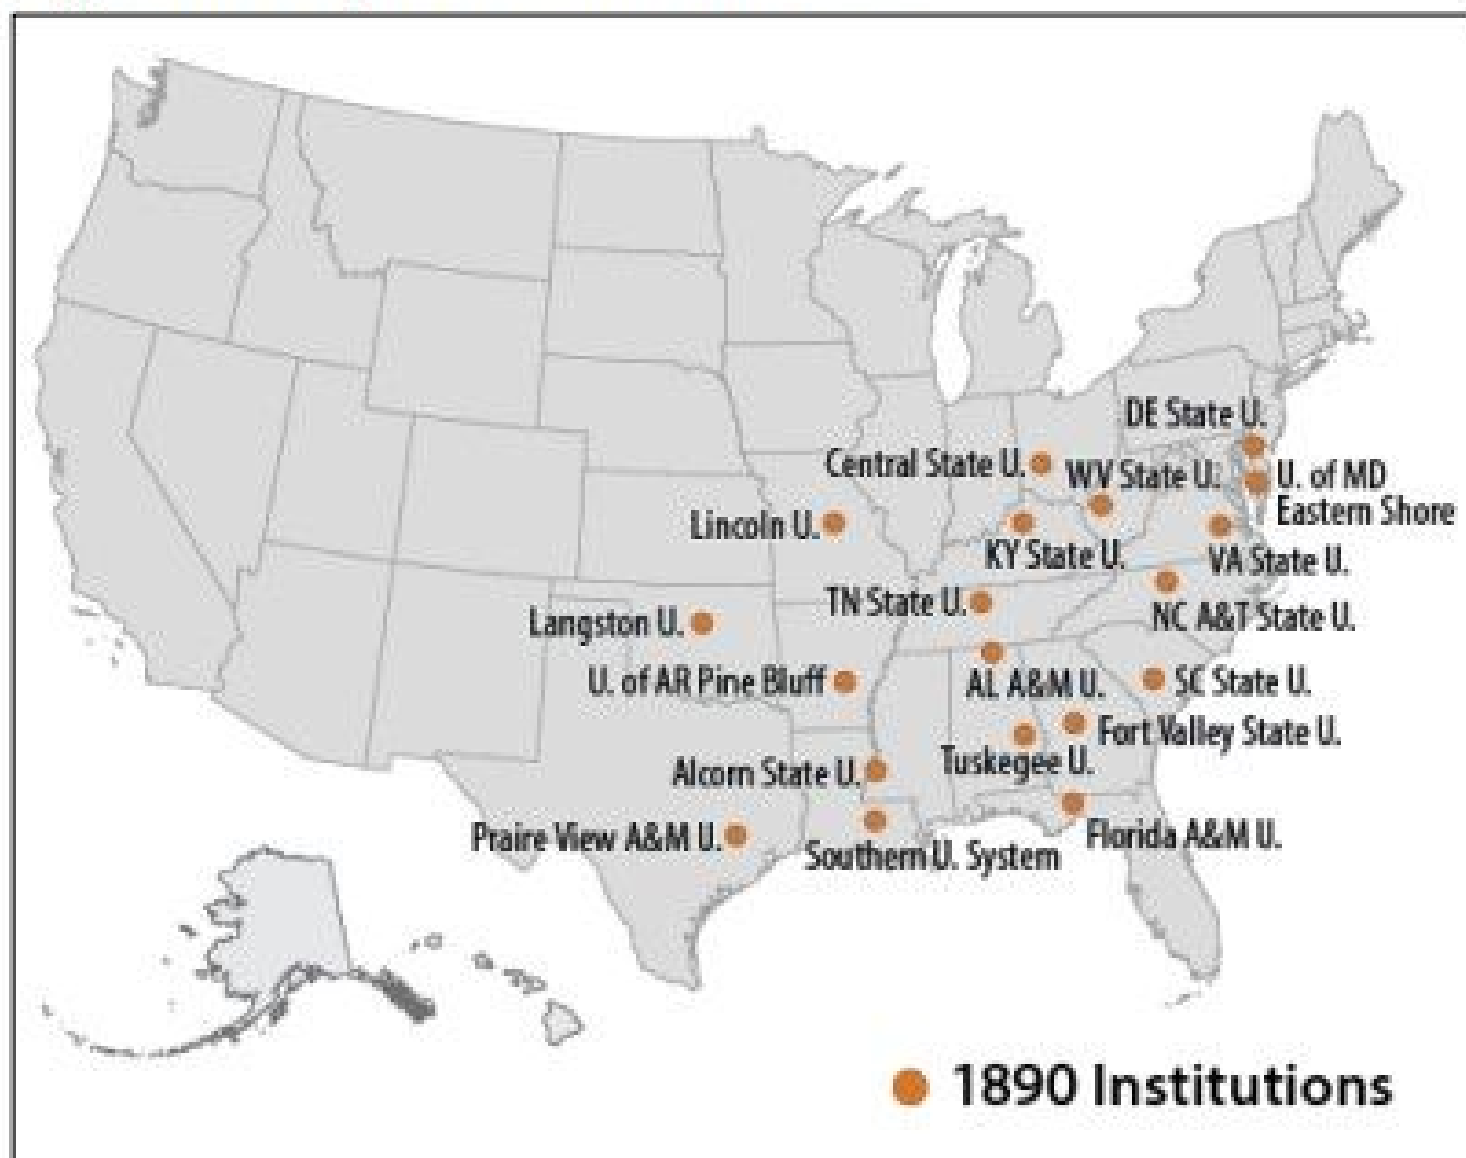 DE State U.
Central State U.
WV State U.
U. of MD
Eastern Shore
Lincoln U.
KY State U.
VA State U.
TN State U.
NC A&T State U.
Langston U.
U. of AR Pine Bluff
AL A&M U.
SC State U.
Fort Valley State U.
Tuskegee U.
Alcorn State U.
Praire View A&M U.
Florida A&M U.
Southern U. System
1890 Institutions